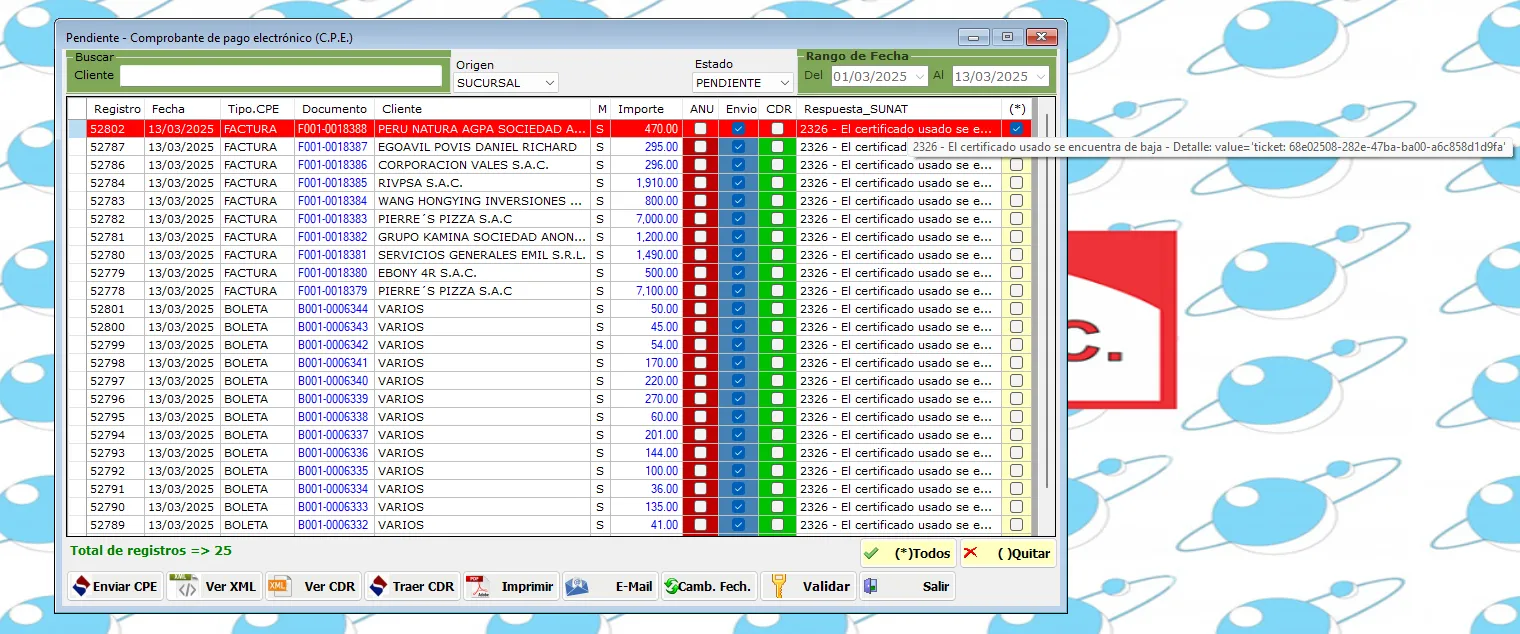 Pendiente - Comprobante de pago electrónico (C.P.E.)
Buscar
Cliente
Origen
SUCURSAL
Estado
PENDIENTE
Rango de Fecha
Del 01/03/2025 Al 13/03/2025
Registro Fecha Tipo.CPE Documento Cliente M Importe ANU Envio CDR Respuesta_SUNAT (*)
52802 13/03/2025 FACTURA F001-0018388 PERU NATURA AGPA SOCIEDAD A... S 470.00 2326 - El certificado usado se e...
52787 13/03/2025 FACTURA F001-0018387 EGOAVIL POVIS DANIEL RICHARD S 295.00 2326 - El certificad
2326 - El certificado usado se encuentra de baja - Detalle: value='ticket: 68e02508-282e-47ba-ba00-a6c858d1d9fa'
52786 13/03/2025 FACTURA F001-0018386 CORPORACION VALES S.A.C. S 296.00 2326 - El certificado usado se e...
52784 13/03/2025 FACTURA F001-0018385 RIVPSA S.A.C. S 1,910.00 2326 - El certificado usado se e...
52783 13/03/2025 FACTURA F001-0018384 WANG HONGYING INVERSIONES ... S 800.00 2326 - El certificado usado se e...
52782 13/03/2025 FACTURA F001-0018383 PIERRE´S PIZZA S.A.C S 7,000.00 2326 - El certificado usado se e...
52781 13/03/2025 FACTURA F001-0018382 GRUPO KAMINA SOCIEDAD ANON... S 1,200.00 2326 - El certificado usado se e...
52780 13/03/2025 FACTURA F001-0018381 SERVICIOS GENERALES EMIL S.R.L. S 1,490.00 2326 - El certificado usado se e...
52779 13/03/2025 FACTURA F001-0018380 EBONY 4R S.A.C. S 500.00 2326 - El certificado usado se e...
52778 13/03/2025 FACTURA F001-0018379 PIERRE´S PIZZA S.A.C S 7,100.00 2326 - El certificado usado se e...
52801 13/03/2025 BOLETA B001-0006344 VARIOS S 50.00 2326 - El certificado usado se e...
52800 13/03/2025 BOLETA B001-0006343 VARIOS S 45.00 2326 - El certificado usado se e...
52799 13/03/2025 BOLETA B001-0006342 VARIOS S 54.00 2326 - El certificado usado se e...
52798 13/03/2025 BOLETA B001-0006341 VARIOS S 170.00 2326 - El certificado usado se e...
52797 13/03/2025 BOLETA B001-0006340 VARIOS S 220.00 2326 - El certificado usado se e...
52796 13/03/2025 BOLETA B001-0006339 VARIOS S 270.00 2326 - El certificado usado se e...
52795 13/03/2025 BOLETA B001-0006338 VARIOS S 60.00 2326 - El certificado usado se e...
52794 13/03/2025 BOLETA B001-0006337 VARIOS S 201.00 2326 - El certificado usado se e...
52793 13/03/2025 BOLETA B001-0006336 VARIOS S 144.00 2326 - El certificado usado se e...
52792 13/03/2025 BOLETA B001-0006335 VARIOS S 100.00 2326 - El certificado usado se e...
52791 13/03/2025 BOLETA B001-0006334 VARIOS S 36.00 2326 - El certificado usado se e...
52790 13/03/2025 BOLETA B001-0006333 VARIOS S 135.00 2326 - El certificado usado se e...
52789 13/03/2025 BOLETA B001-0006332 VARIOS S 41.00 2326 - El certificado usado se e...
C.
Total de registros => 25
(*)Todos
( )Quitar
Enviar CPE
Ver XML
Ver CDR
Traer CDR
Imprimir
E-Mail
Camb. Fech.
Validar
Salir